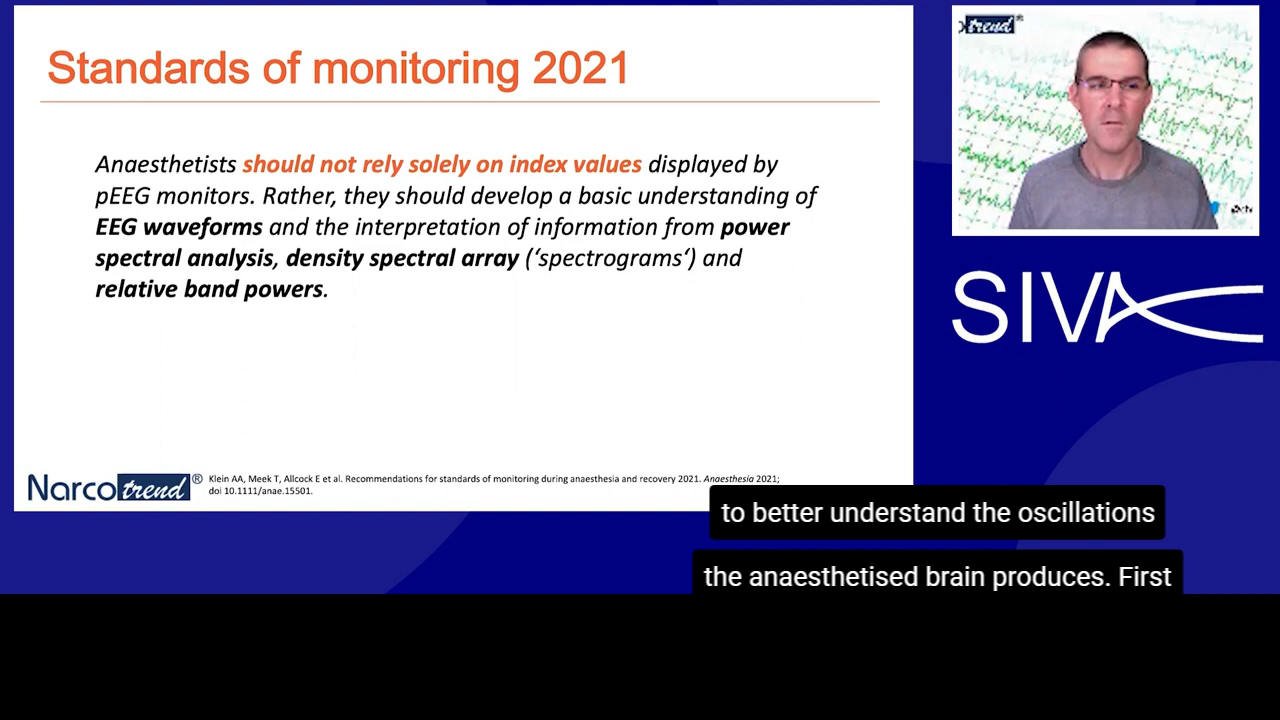 Standards of monitoring 2021
Anaesthetists should not rely solely on index values displayed by
pEEG monitors. Rather, they should develop a basic understanding of
EEG waveforms and the interpretation of information from power
spectral analysis, density spectral array (‘spectrograms‘) and
relative band powers.
Narcotrend®
Klein AA, Meek T, Allcock E et al. Recommendations for standards of monitoring during anaesthesia and recovery 2021. Anaesthesia 2021;
doi 10.1111/anae.15501.
trend®
SIVA
to better understand the oscillations
the anaesthetised brain produces. First